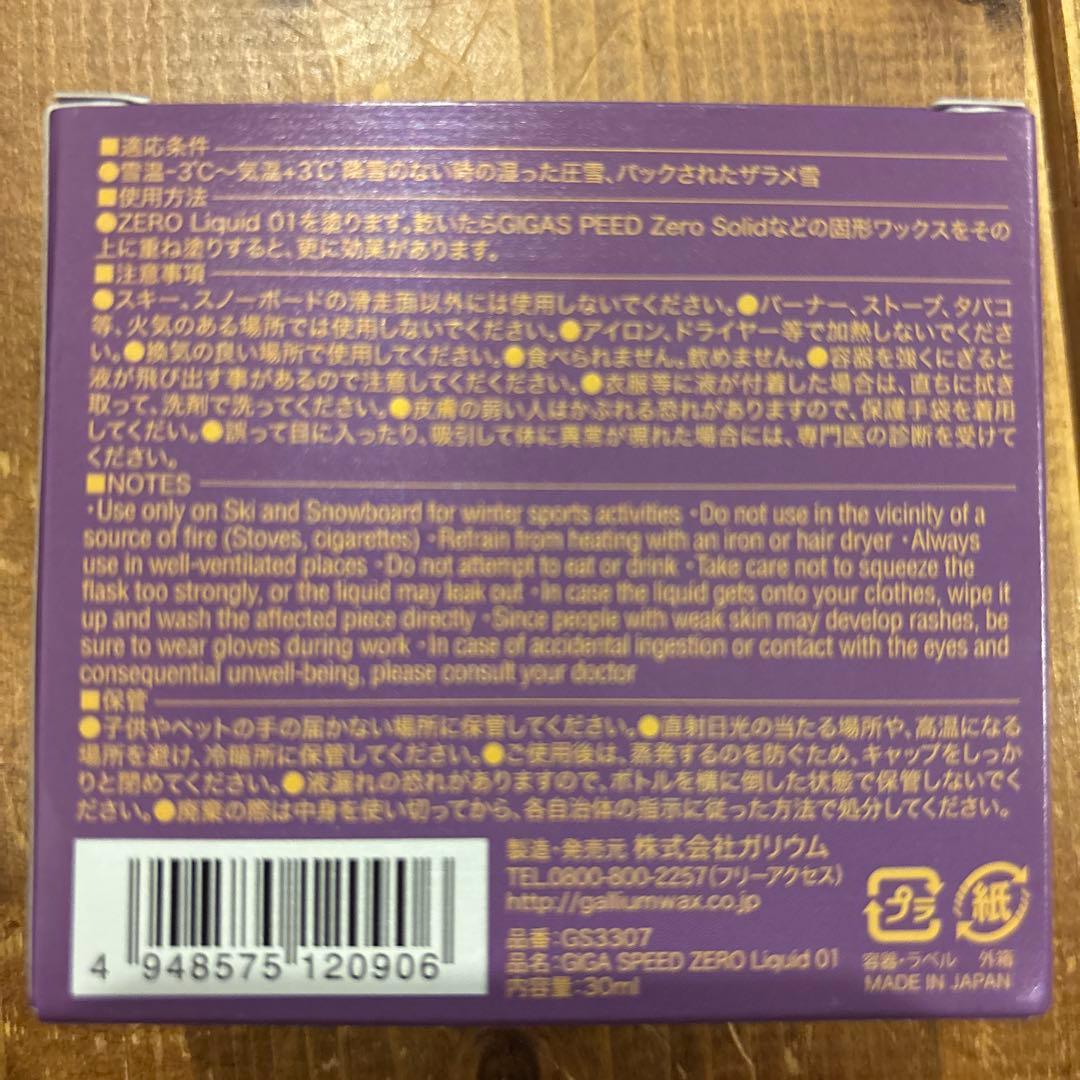 ■適応条件
●雪温-3℃〜気温+3℃ 降雪のない時の湿った圧雪、パックされたザラメ雪
■使用方法
●ZERO Liquid 01を塗ります。乾いたらGIGAS PEED Zero Solidなどの固形ワックスをその
上に重ね塗りすると、更に効果があります。
■注意事項
●スキー、スノーボードの滑走面以外には使用しないでください。●バーナー、ストーブ、タバコ
等、火気のある場所では使用しないでください。●アイロン、ドライヤー等で加熱しないでくださ
い。●換気の良い場所で使用してください。●食べられません。飲めません。●容器を強くにぎると
液が飛び出す事があるので注意してくだください。●衣服等に液が付着した場合は、直ちに拭き
取って、洗剤で洗ってください。●皮膚の弱い人はかぶれる恐れがありますので、保護手袋を着用
してくだい。●誤って目に入ったり、吸引して体に異常が現れた場合には、専門医の診断を受けて
ください。
■NOTES
･Use only on Ski and Snowboard for winter sports activities ･Do not use in the vicinity of a
source of fire (Stoves, cigarettes) ･Refrain from heating with an iron or hair dryer ･Always
use in well-ventilated places ･Do not attempt to eat or drink ･Take care not to squeeze the
flask too strongly, or the liquid may leak out ･In case the liquid gets onto your clothes, wipe it
up and wash the affected piece directly ･Since people with weak skin may develop rashes, be
sure to wear gloves during work ･In case of accidental ingestion or contact with the eyes and
consequential unwell-being, please consult your doctor
■保管
●子供やペットの手の届かない場所に保管してください。●直射日光の当たる場所や、高温になる
場所を避け、冷暗所に保管してください。●ご使用後は、蒸発するのを防ぐため、キャップをしっか
りと閉めてください。●液漏れの恐れがありますので、ボトルを横に倒した状態で保管しないでく
ださい。●廃棄の際は中身を使い切ってから、各自治体の指示に従った方法で処分してください。
製造・発売元 株式会社ガリウム
TEL.0800-800-2257(フリーアクセス)
http://galliumwax.co.jp
品番:GS3307
品名:GIGA SPEED ZERO Liquid 01
内容量:30ml
プラ 紙
容器・ラベル 外箱
MADE IN JAPAN
4 948575 120906